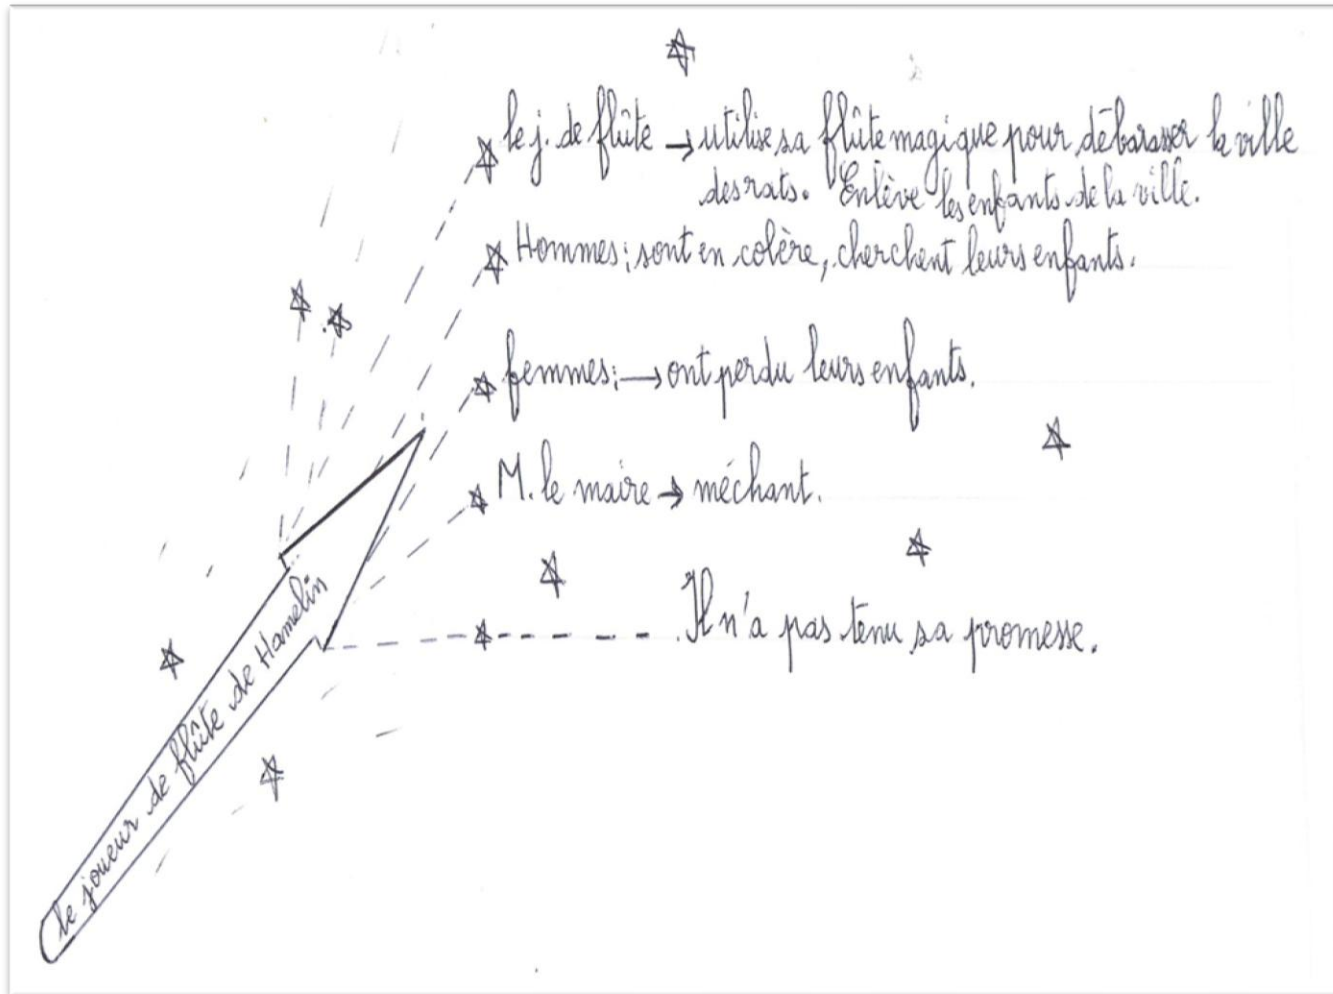 le j. de flûte → utilise sa flûte magique pour débarasser la ville
des rats. Enlève les enfants de la ville.
Hommes: sont en colère, cherchent leurs enfants.
femmes: → ont perdu leurs enfants.
M. le maire → méchant.
Il n'a pas tenu sa promesse.
le joueur de flûte de Hamelin